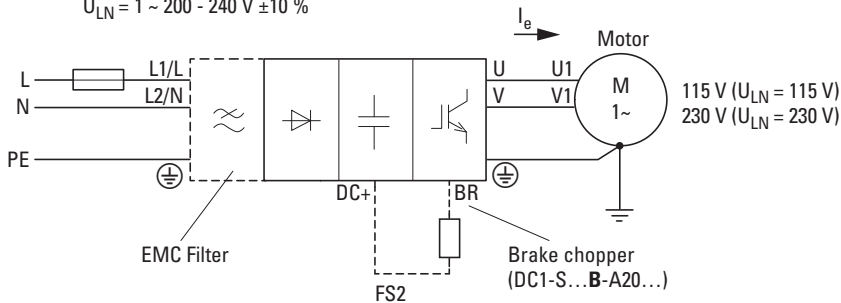 U_LN = 1 ~ 200 - 240 V ±10 %
I_e
Motor
L
L1/L
U
U1
M
1~
115 V (U_LN = 115 V)
N
L2/N
V
V1
230 V (U_LN = 230 V)
PE
DC+
BR
EMC Filter
Brake chopper
(DC1-S…B-A20…)
FS2